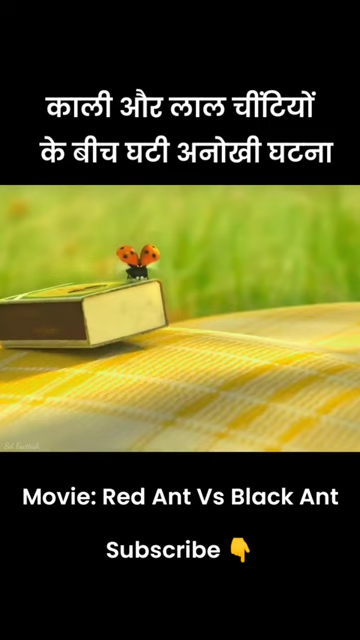 काली और लाल चींटियों
के बीच घटी अनोखी घटना
Movie: Red Ant Vs Black Ant
Subscribe 👇